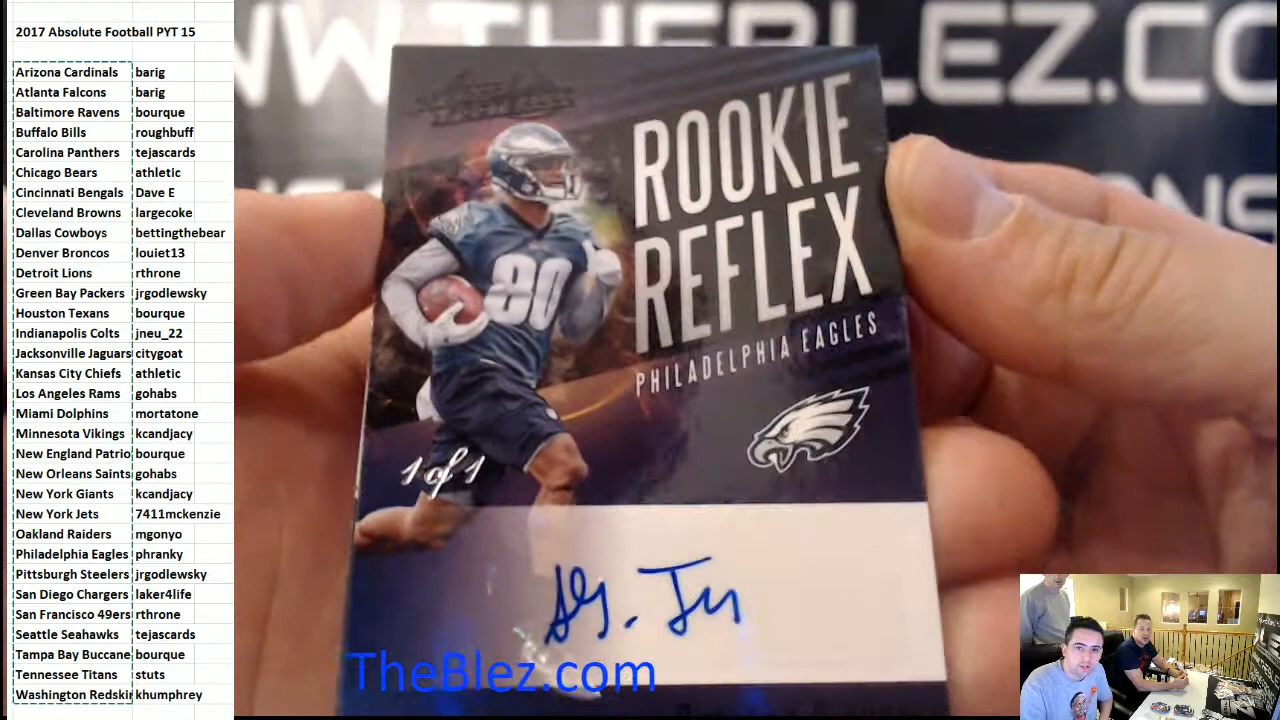 2017 Absolute Football PYT 15
Arizona Cardinals barig
Atlanta Falcons barig
Baltimore Ravens bourque
Buffalo Bills roughbuff
Carolina Panthers tejascards
Chicago Bears athletic
Cincinnati Bengals Dave E
Cleveland Browns largecoke
Dallas Cowboys bettingthebear
Denver Broncos louiet13
Detroit Lions rthrone
Green Bay Packers jrgodlewsky
Houston Texans bourque
Indianapolis Colts jneu_22
Jacksonville Jaguars citygoat
Kansas City Chiefs athletic
Los Angeles Rams gohabs
Miami Dolphins mortatone
Minnesota Vikings kcandjacy
New England Patrio bourque
New Orleans Saints gohabs
New York Giants kcandjacy
New York Jets 7411mckenzie
Oakland Raiders mgonyo
Philadelphia Eagles phranky
Pittsburgh Steelers jrgodlewsky
San Diego Chargers laker4life
San Francisco 49ers rthrone
Seattle Seahawks tejascards
Tampa Bay Buccane bourque
Tennessee Titans stuts
Washington Redskin khumphrey
WWW.THEBLEZ.CO
ROOKIE
REFLEX
PHILADELPHIA EAGLES
80
1 of 1
TheBlez.com